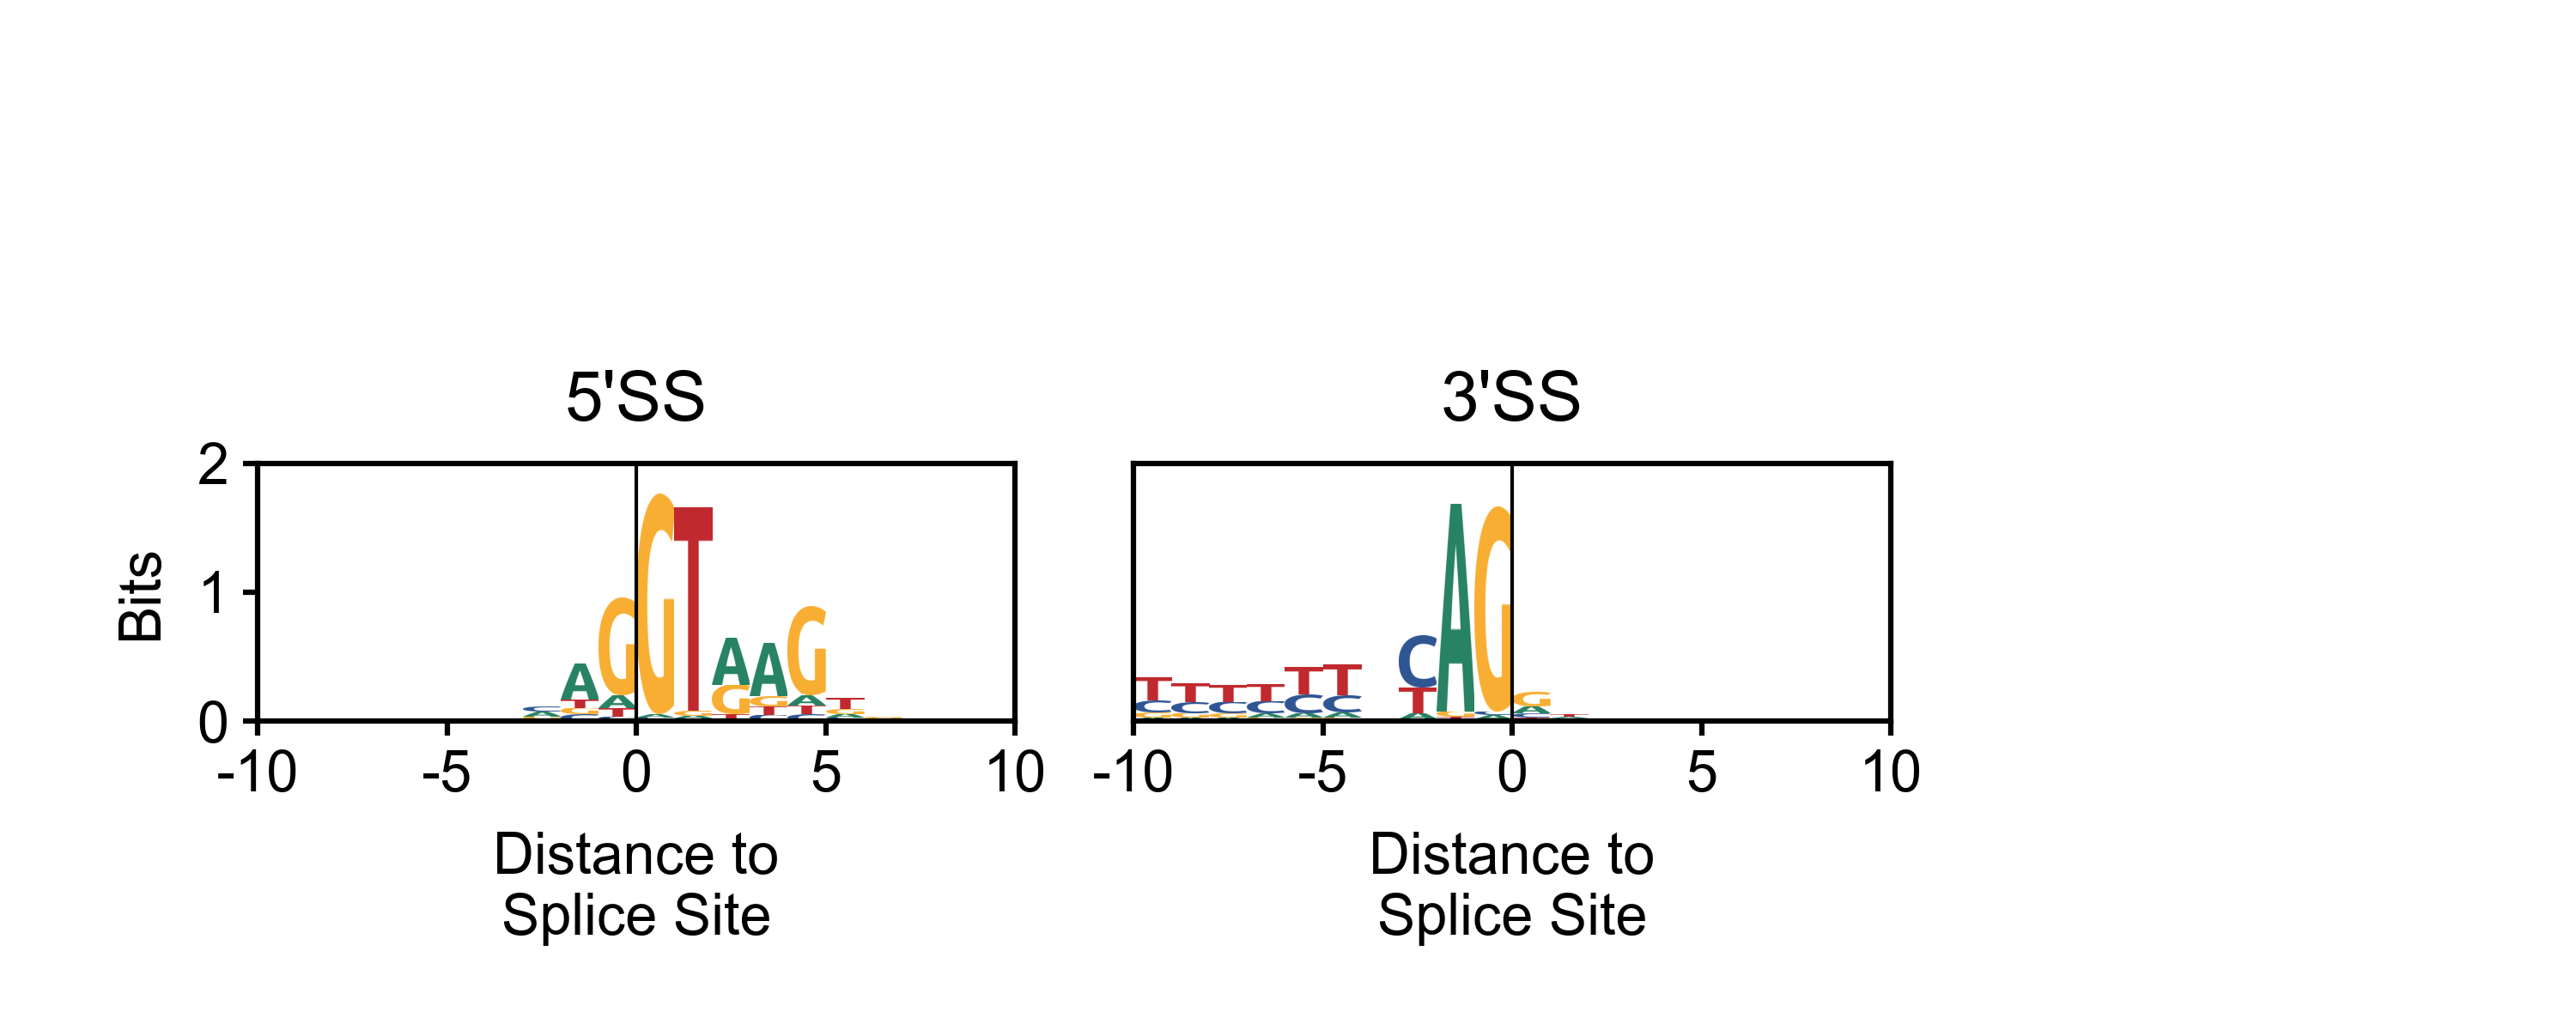 5'SS
3'SS
2
1
0
Bits
-10 -5 0 5 10
-10 -5 0 5 10
Distance to
Splice Site
Distance to
Splice Site
C A
A T G C
G A T C
G A
T G A
A G T
A G T C
G A T C
T G A
T C G
T C G
T C G
T C A
T C A
T C A
C T A
A G T
G C A
G A C
T